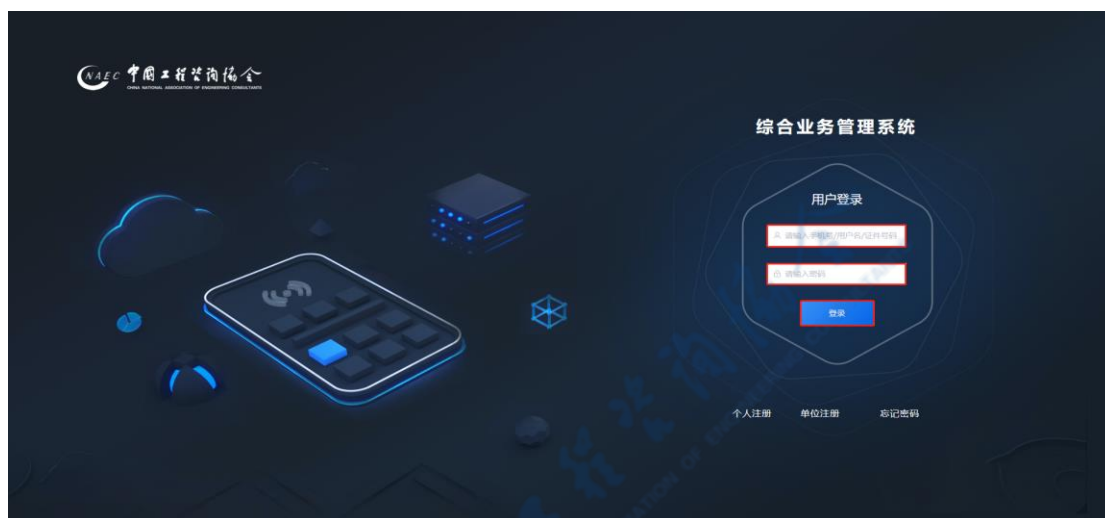 CNAEC 中国工程咨询协会
CHINA NATIONAL ASSOCIATION OF ENGINEERING CONSULTANTS
综合业务管理系统
用户登录
请输入手机号/用户名/证件号码
请输入密码
登录
个人注册 单位注册 忘记密码